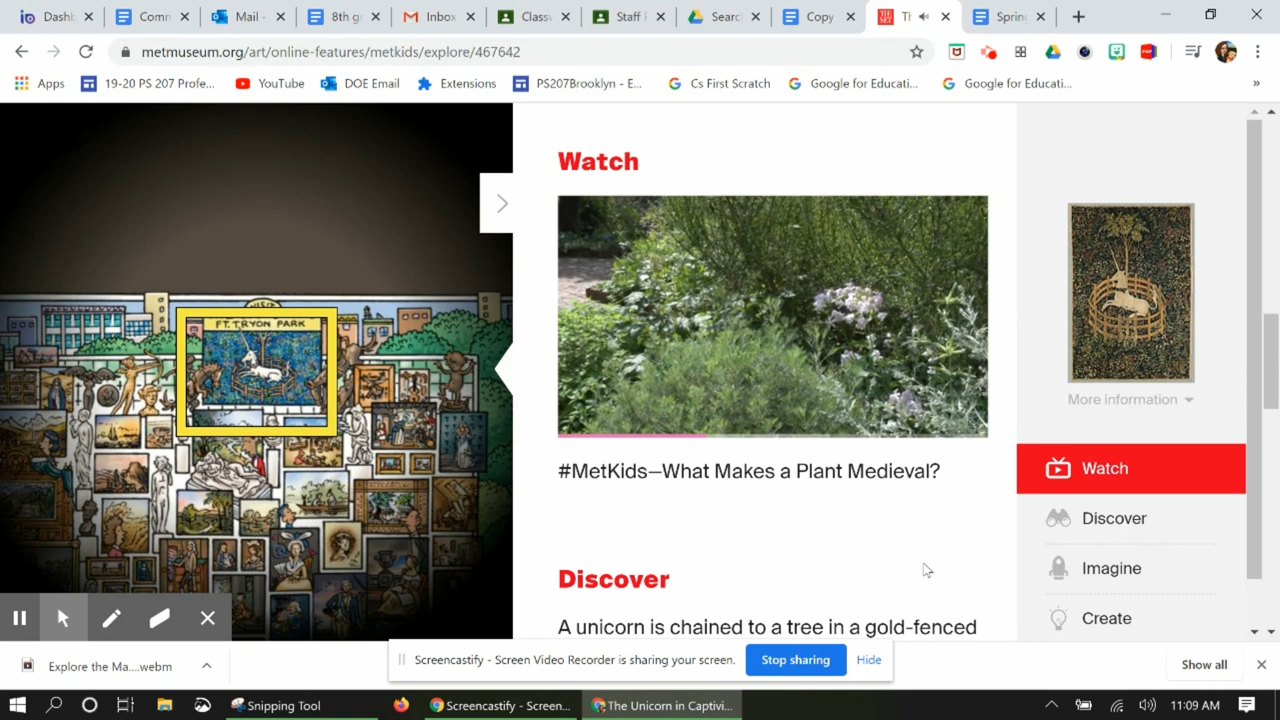 Dashb
Comm
Mail -
8th gr
Inbox
Classw
Staff F
Searc
Copy
Th
Spring
metmuseum.org/art/online-features/metkids/explore/467642
Apps
19-20 PS 207 Profe...
YouTube
DOE Email
Extensions
PS207Brooklyn - E...
Cs First Scratch
Google for Educati...
Google for Educati...
Watch
FT. TRYON PARK
#MetKids—What Makes a Plant Medieval?
More information
Watch
Discover
Imagine
Create
Discover
A unicorn is chained to a tree in a gold-fenced
Explore the Ma....webm
Screencastify - Screen Video Recorder is sharing your screen.
Stop sharing
Hide
Show all
Snipping Tool
Screencastify - Screen...
The Unicorn in Captivi...
11:09 AM